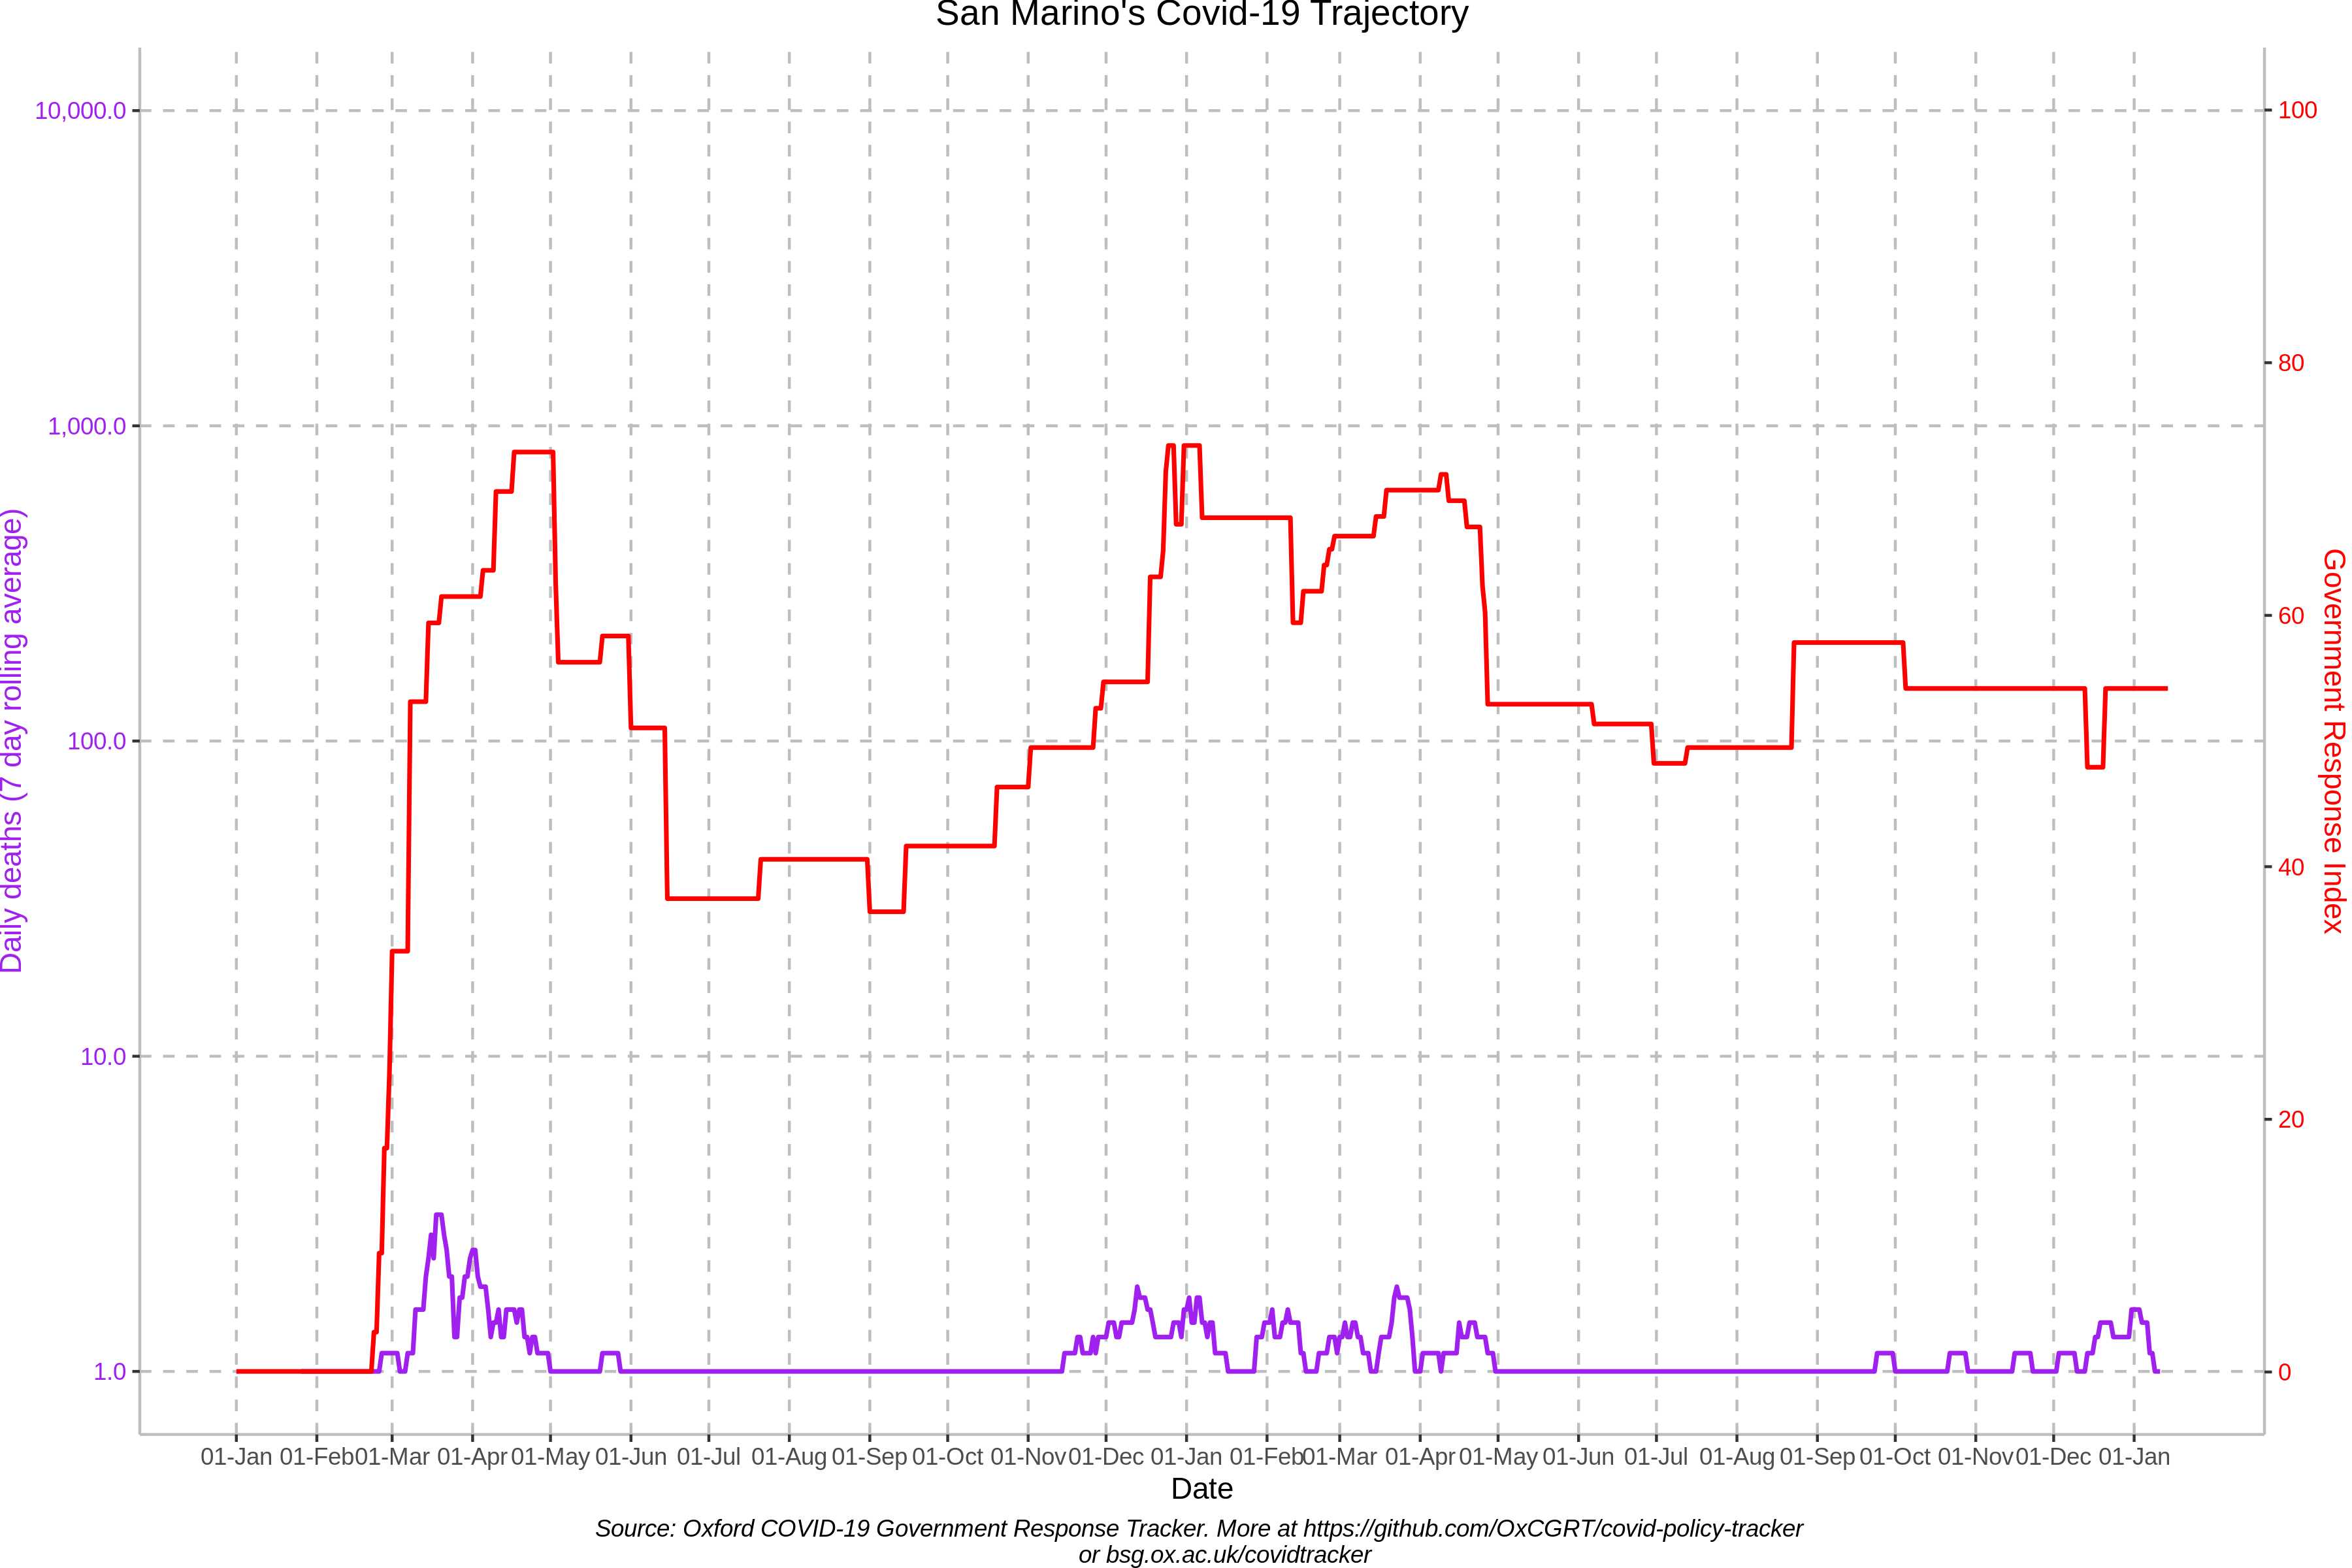 San Marino's Covid-19 Trajectory
10,000.0
1,000.0
100.0
10.0
1.0
Daily deaths (7 day rolling average)
100
80
60
40
20
0
Government Response Index
01-Jan 01-Feb 01-Mar 01-Apr 01-May 01-Jun 01-Jul 01-Aug 01-Sep 01-Oct 01-Nov 01-Dec 01-Jan 01-Feb 01-Mar 01-Apr 01-May 01-Jun 01-Jul 01-Aug 01-Sep 01-Oct 01-Nov 01-Dec 01-Jan
Date
Source: Oxford COVID-19 Government Response Tracker. More at https://github.com/OxCGRT/covid-policy-tracker
or bsg.ox.ac.uk/covidtracker